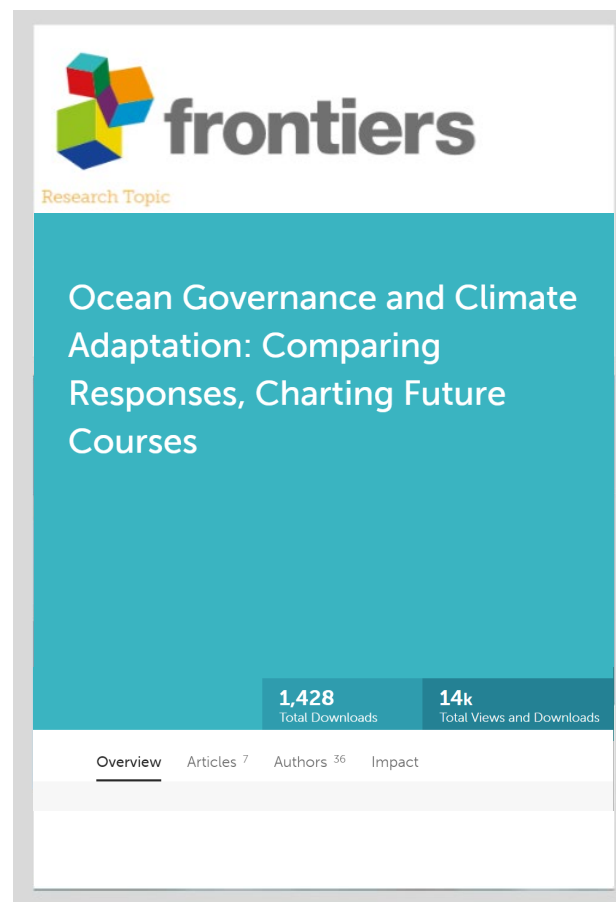 frontiers
Research Topic
Ocean Governance and Climate
Adaptation: Comparing
Responses, Charting Future
Courses
1,428
Total Downloads
14k
Total Views and Downloads
Overview
Articles 7
Authors 36
Impact